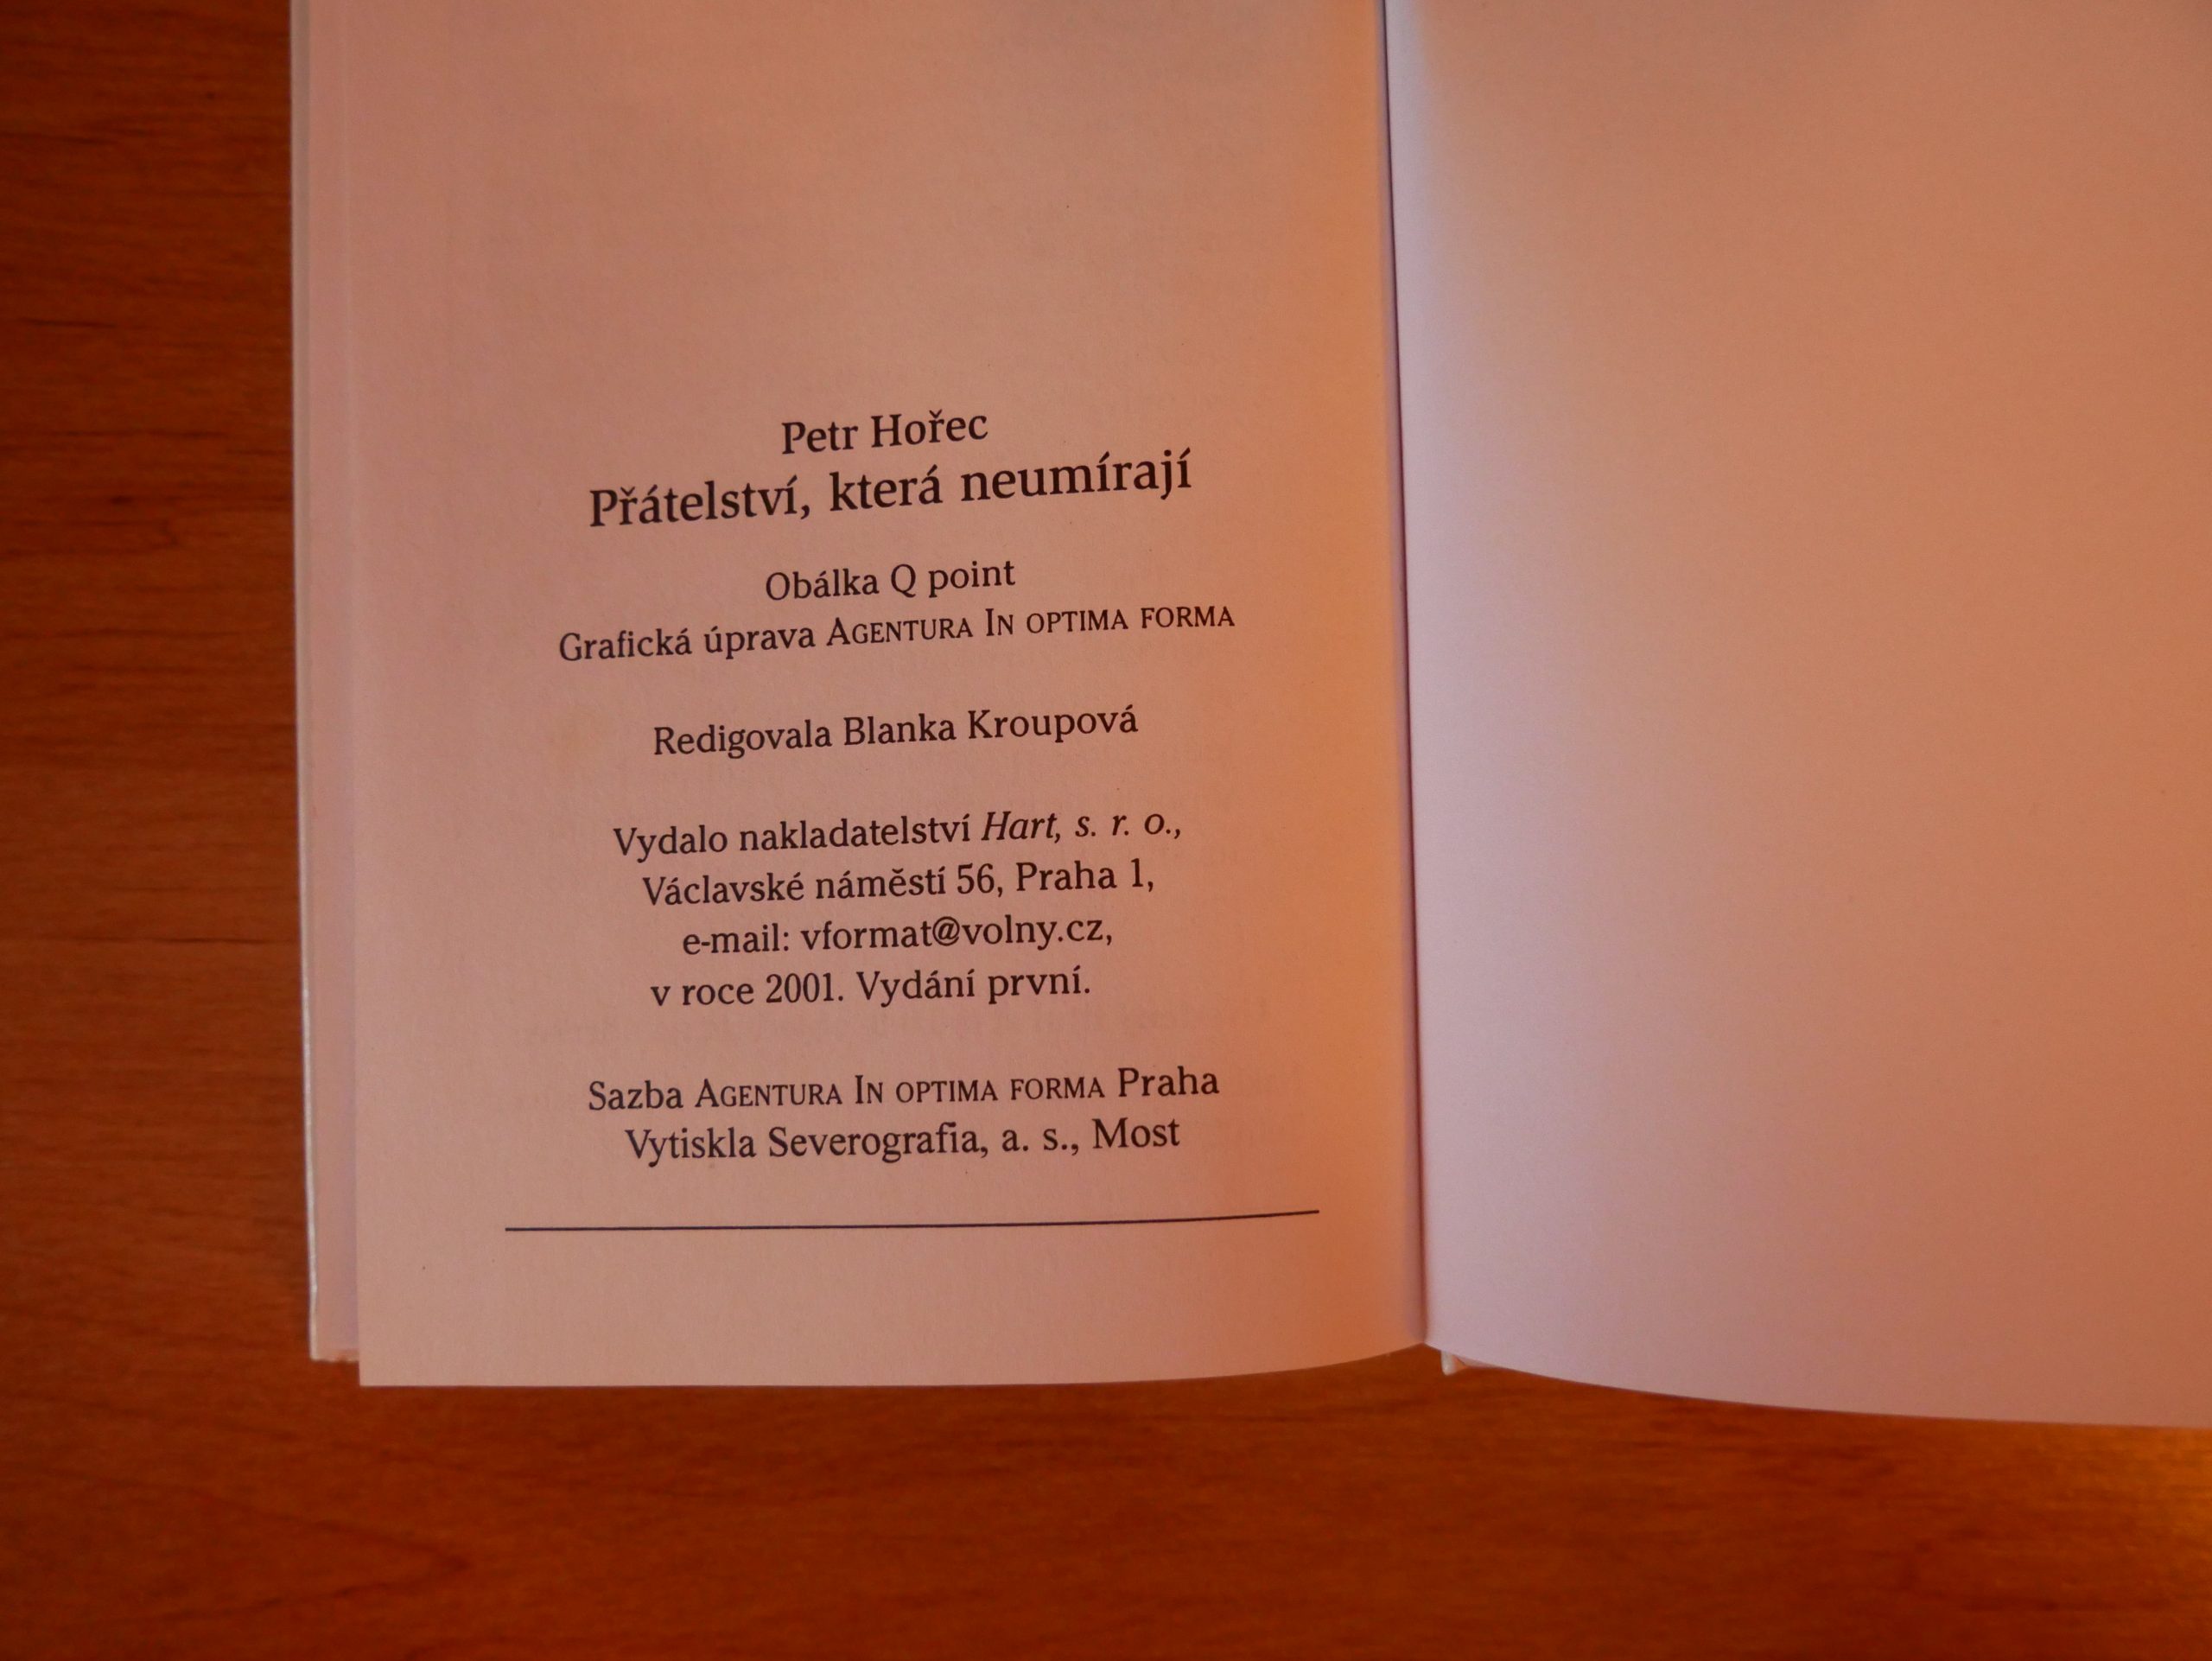 Petr Hořec
Přátelství, která neumírají
Obálka Q point
Grafická úprava AGENTURA IN OPTIMA FORMA
Redigovala Blanka Kroupová
Vydalo nakladatelství Hart, s. r. o.,
Václavské náměstí 56, Praha 1,
e-mail: vformat@volny.cz,
v roce 2001. Vydání první.
Sazba AGENTURA IN OPTIMA FORMA Praha
Vytiskla Severografia, a. s., Most